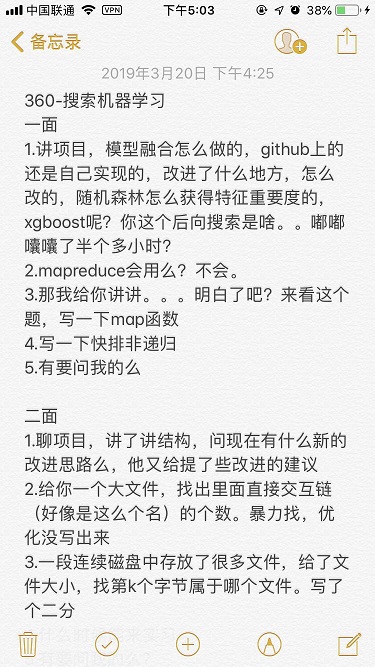 中国联通 VPN 下午5:03 38%
备忘录
2019年3月20日 下午4:25
360-搜索机器学习
一面
1.讲项目，模型融合怎么做的，github上的
还是自己实现的，改进了什么地方，怎么
改的，随机森林怎么获得特征重要度的，
xgboost呢？你这个后向搜索是啥。。嘟嘟
囔囔了半个多小时？
2.mapreduce会用么？不会。
3.那我给你讲讲。。。明白了吧？来看这个
题，写一下map函数
4.写一下快排非递归
5.有要问我的么
二面
1.聊项目，讲了讲结构，问现在有什么新的
改进思路么，他又给提了些改进的建议
2.给你一个大文件，找出里面直接交互链
（好像是这么个名）的个数。暴力找，优
化没写出来
3.一段连续磁盘中存放了很多文件，给了文
件大小，找第k个字节属于哪个文件。写了
个二分